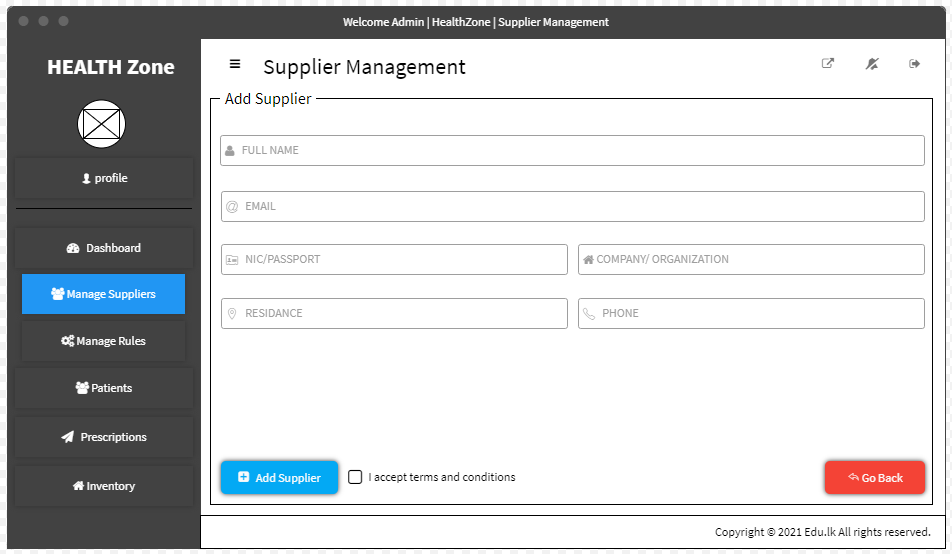 Welcome Admin | HealthZone | Supplier Management
HEALTH Zone
profile
Dashboard
Manage Suppliers
Manage Rules
Patients
Prescriptions
Inventory
Supplier Management
Add Supplier
FULL NAME
EMAIL
NIC/PASSPORT
COMPANY/ ORGANIZATION
RESIDANCE
PHONE
Add Supplier
I accept terms and conditions
Go Back
Copyright © 2021 Edu.lk All rights reserved.